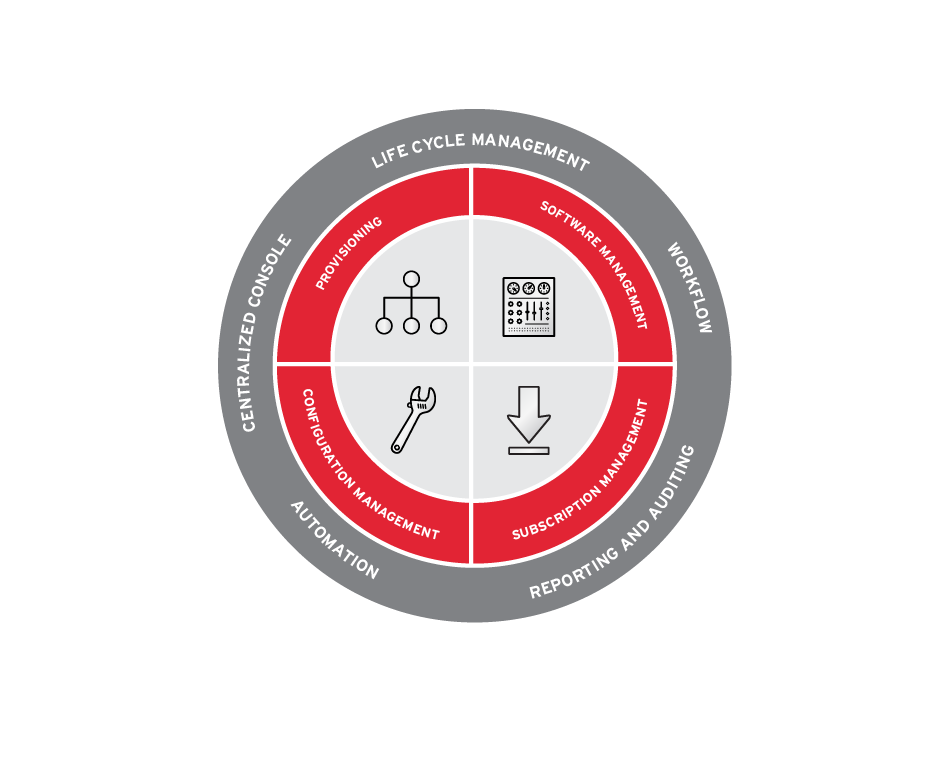 LIFE CYCLE MANAGEMENT
PROVISIONING
SOFTWARE MANAGEMENT
CENTRALIZED CONSOLE
WORKFLOW
CONFIGURATION MANAGEMENT
SUBSCRIPTION MANAGEMENT
AUTOMATION
REPORTING AND AUDITING